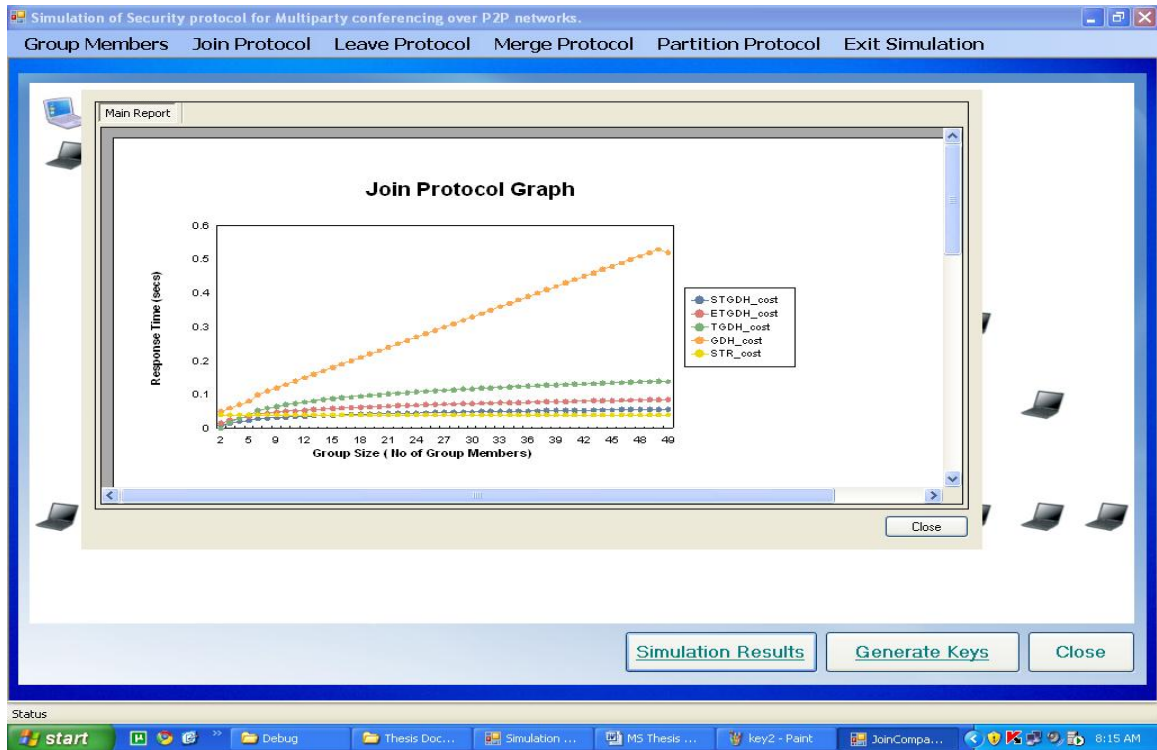 Simulation of Security protocol for Multiparty conferencing over P2P networks.
Group Members Join Protocol Leave Protocol Merge Protocol Partition Protocol Exit Simulation
Main Report
Join Protocol Graph
Response Time (secs)
0.6
0.5
0.4
0.3
0.2
0.1
0
2 5 9 12 15 18 21 24 27 30 33 36 39 42 45 48 49
Group Size ( No of Group Members)
STGDH_cost
ETGDH_cost
TGDH_cost
GDH_cost
STR_cost
Close
Simulation Results Generate Keys Close
Status
start Debug Thesis Doc... Simulation ... MS Thesis ... key2 - Paint JoinCompa... 8:15 AM